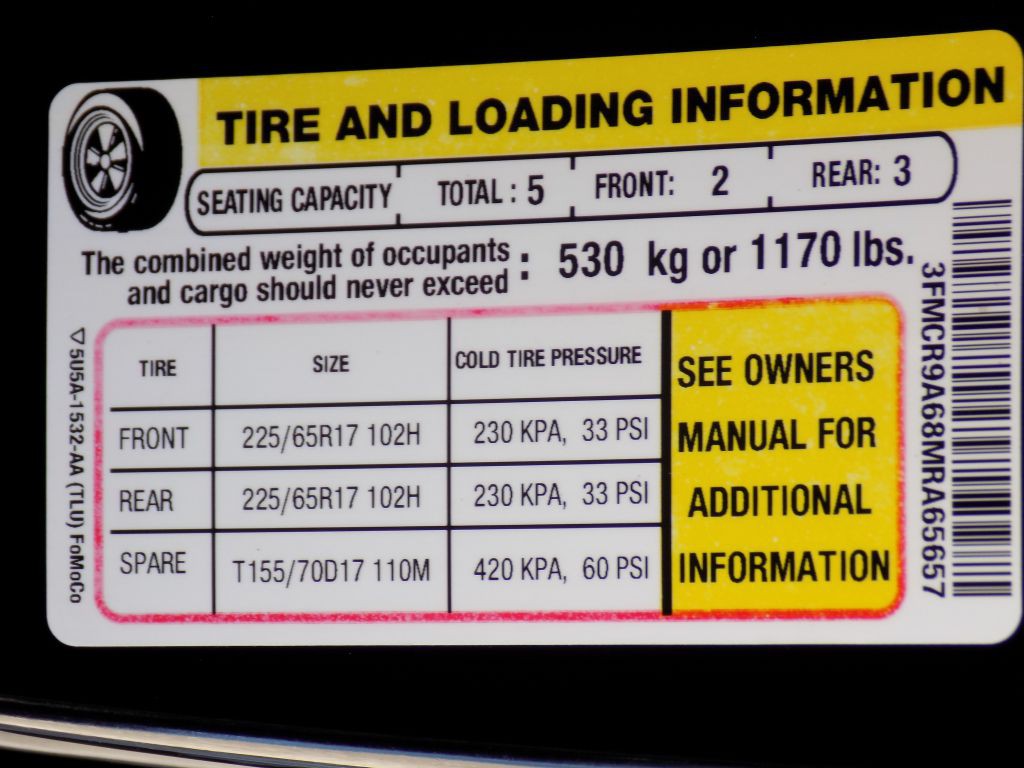 TIRE AND LOADING INFORMATION
SEATING CAPACITY TOTAL : 5 FRONT: 2 REAR: 3
The combined weight of occupants
and cargo should never exceed : 530 kg or 1170 lbs.
TIRE SIZE COLD TIRE PRESSURE
FRONT 225/65R17 102H 230 KPA, 33 PSI
REAR 225/65R17 102H 230 KPA, 33 PSI
SPARE T155/70D17 110M 420 KPA, 60 PSI
SEE OWNERS
MANUAL FOR
ADDITIONAL
INFORMATION
5U5A-1532-AA (TLU) FoMoCo
3FMCR9A68MRA65657